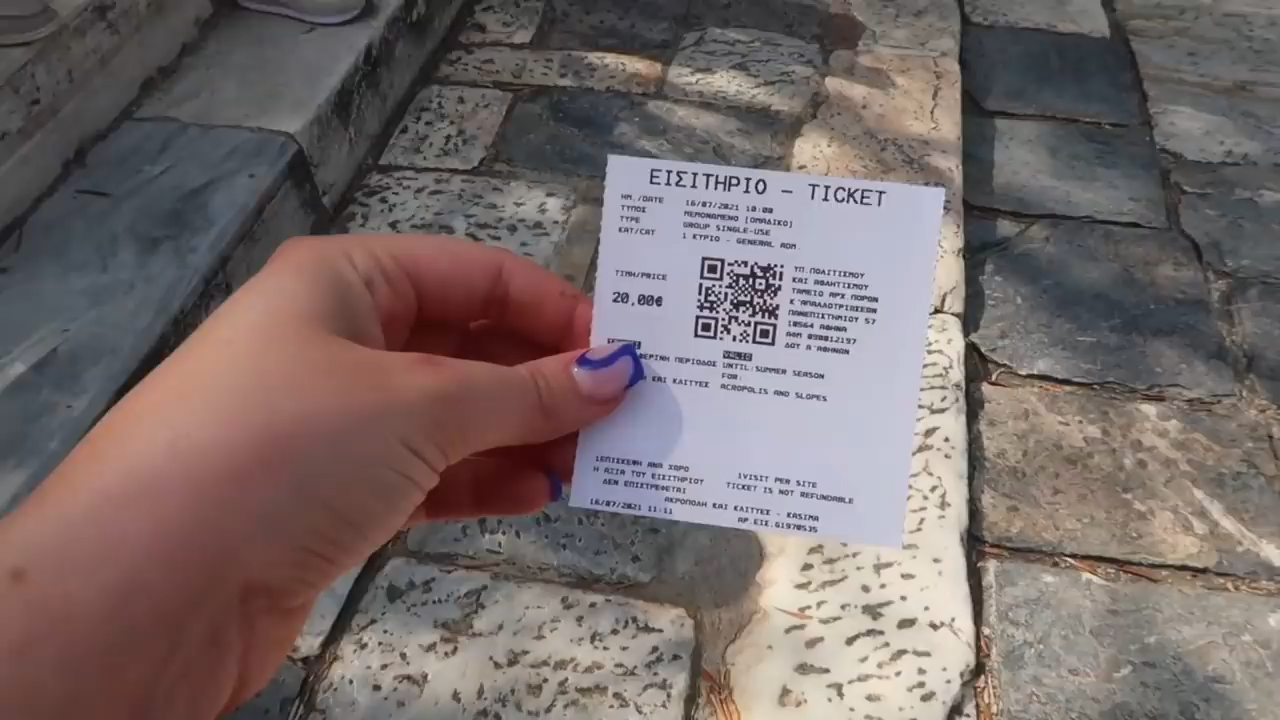 ΕΙΣΙΤΗΡΙΟ – TICKET
ΗΜ./DATE 16/07/2021 10:00
ΤΥΠΟΣ ΜΕΜΟΝΑΜΕΝΟ [ΟΜΑΔΙΚΟ]
TYPE GROUP SINGLE-USE
ΚΑΤ/CAT 1 ΚΥΡΙΟ - GENERAL ADM.
ΤΙΜΗ/PRICE
20,00€
ΥΠ.ΠΟΛΙΤΙΣΜΟΥ
ΚΑΙ ΑΘΛΗΤΙΣΜΟΥ
ΤΑΜΕΙΟ ΑΡΧ.ΠΟΡΩΝ
Κ'ΑΠΑΛΛΟΤΡΙΩΣΕΩΝ
ΠΑΝΕΠΙΣΤΗΜΙΟΥ 57
10564 ΑΘΗΝΑ
ΑΦΜ 090012197
ΔΟΥ Α'ΑΘΗΝΩΝ
VALID
ΘΕΡΙΝΗ ΠΕΡΙΟΔΟΣ UNTIL:SUMMER SEASON
FOR:
ΚΑΙ ΚΛΙΤΥΕΣ ACROPOLIS AND SLOPES
1ΕΠΙΣΚΕΨΗ ΑΝΑ ΧΩΡΟ 1VISIT PER SITE
Η ΑΞΙΑ ΤΟΥ ΕΙΣΙΤΗΡΙΟΥ TICKET IS NOT REFUNDABLE
ΔΕΝ ΕΠΙΣΤΡΕΦΕΤΑΙ
ΑΚΡΟΠΟΛΗ ΚΑΙ ΚΛΙΤΥΕΣ - KASIMA
16/07/2021 11:11 ΑΡ.ΕΙΣ.61970535